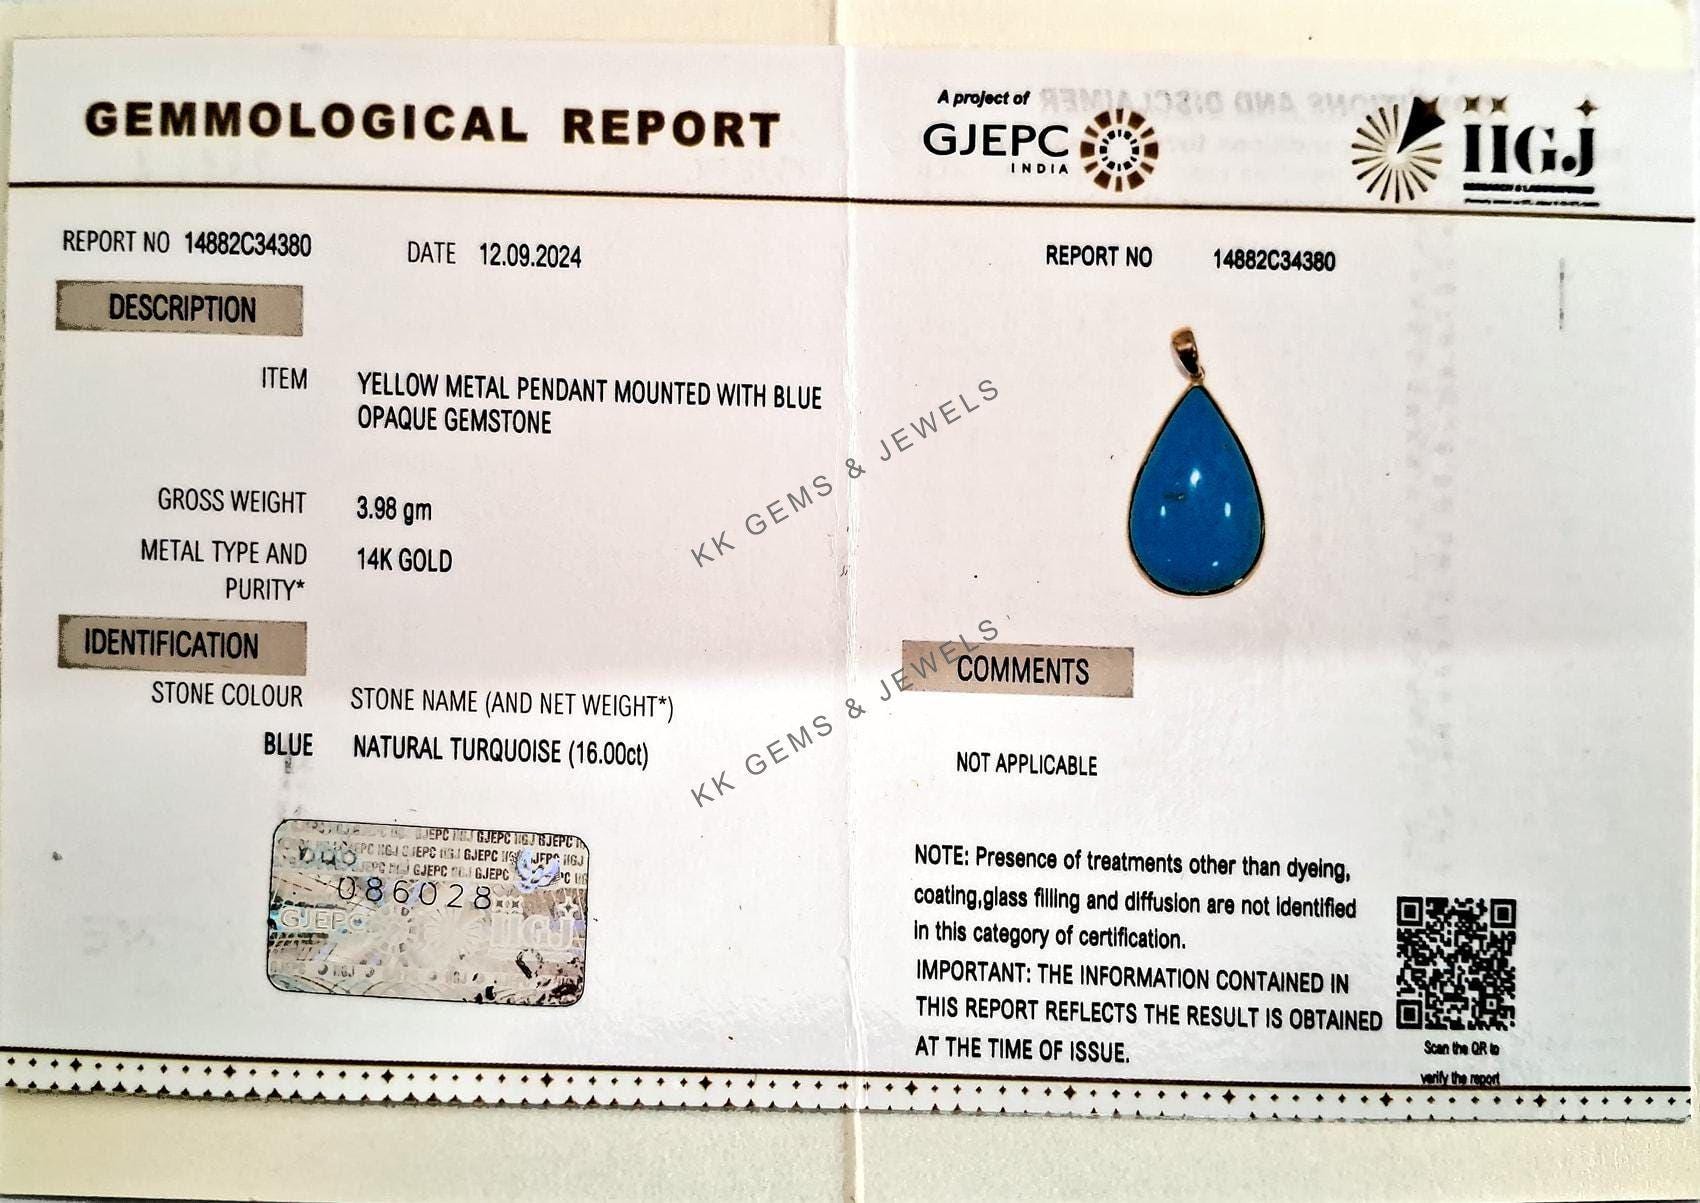 GEMMOLOGICAL REPORT
REPORT NO 14882C34380
DATE 12.09.2024
DESCRIPTION
ITEM YELLOW METAL PENDANT MOUNTED WITH BLUE
OPAQUE GEMSTONE
GROSS WEIGHT 3.98 gm
METAL TYPE AND 14K GOLD
PURITY*
IDENTIFICATION
STONE COLOUR STONE NAME (AND NET WEIGHT*)
BLUE NATURAL TURQUOISE (16.00ct)
086028
GJEPC IIGJ
A project of
GJEPC
INDIA
IIGJ
REPORT NO 14882C34380
KK GEMS & JEWELS
KK GEMS & JEWELS
COMMENTS
NOT APPLICABLE
NOTE: Presence of treatments other than dyeing,
coating,glass filling and diffusion are not identified
in this category of certification.
IMPORTANT: THE INFORMATION CONTAINED IN
THIS REPORT REFLECTS THE RESULT IS OBTAINED
AT THE TIME OF ISSUE.
Scan the QR to
verify the report